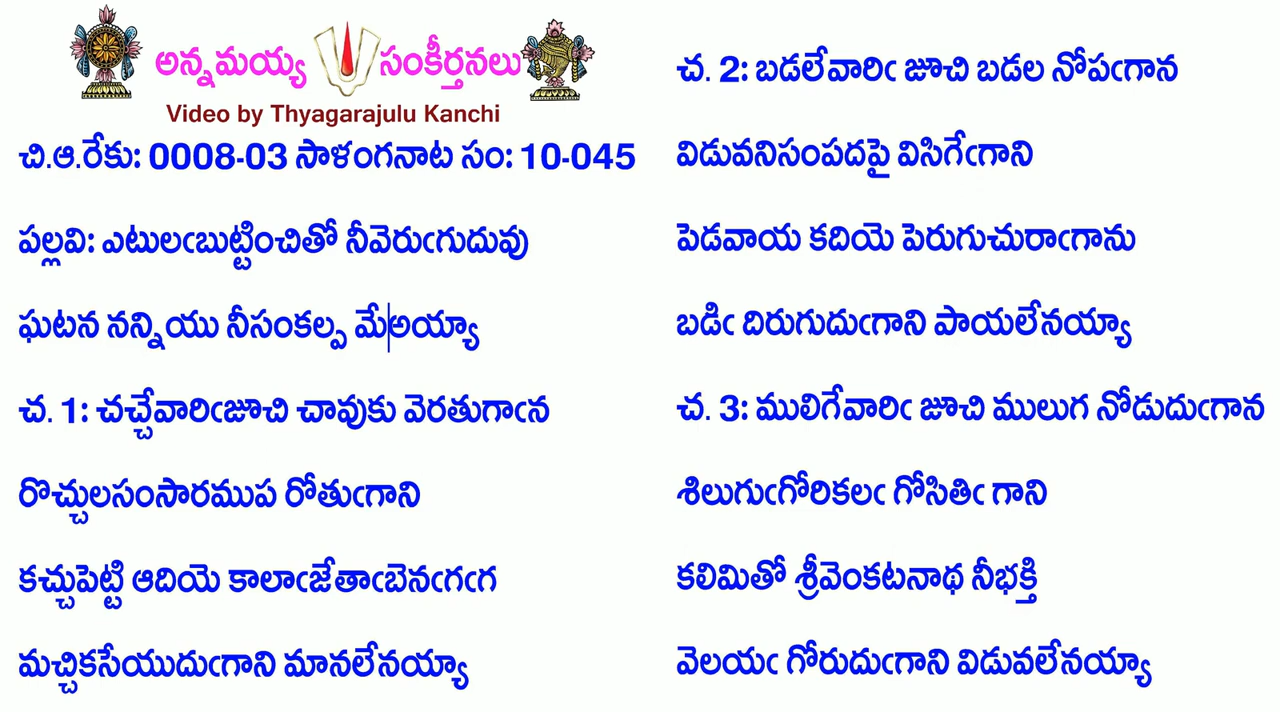 అన్నమయ్య సంకీర్తనలు
Video by Thyagarajulu Kanchi
చి.ఆ.రేకు: 0008-03 సాళంగనాట సం: 10-045
పల్లవి: ఎటులఁబుట్టించితో నీవెరుఁగుదువు
ఘటన నన్నియు నీసంకల్ప మేఅయ్యా
చ. 1: చచ్చేవారిఁజూచి చావుకు వెరతుగాఁన
రొచ్చులసంసారముప రోతుఁగాని
కచ్చుపెట్టి ఆదియె కాలాఁజేతాఁబెనఁగఁగ
మచ్చికసేయుదుఁగాని మానలేనయ్యా
చ. 2: బడలేవారిఁ జూచి బడల నోపఁగాన
విడువనిసంపదపై విసిగేఁగాని
పెడవాయ కదియె పెరుగుచురాఁగాను
బడిఁ దిరుగుదుఁగాని పాయలేనయ్యా
చ. 3: ములిగేవారిఁ జూచి ములుగ నోడుదుఁగాన
శిలుగుఁగోరికలఁ గోసితిఁ గాని
కలిమితో శ్రీవెంకటనాథ నీభక్తి
వెలయఁ గోరుదుఁగాని విడువలేనయ్యా